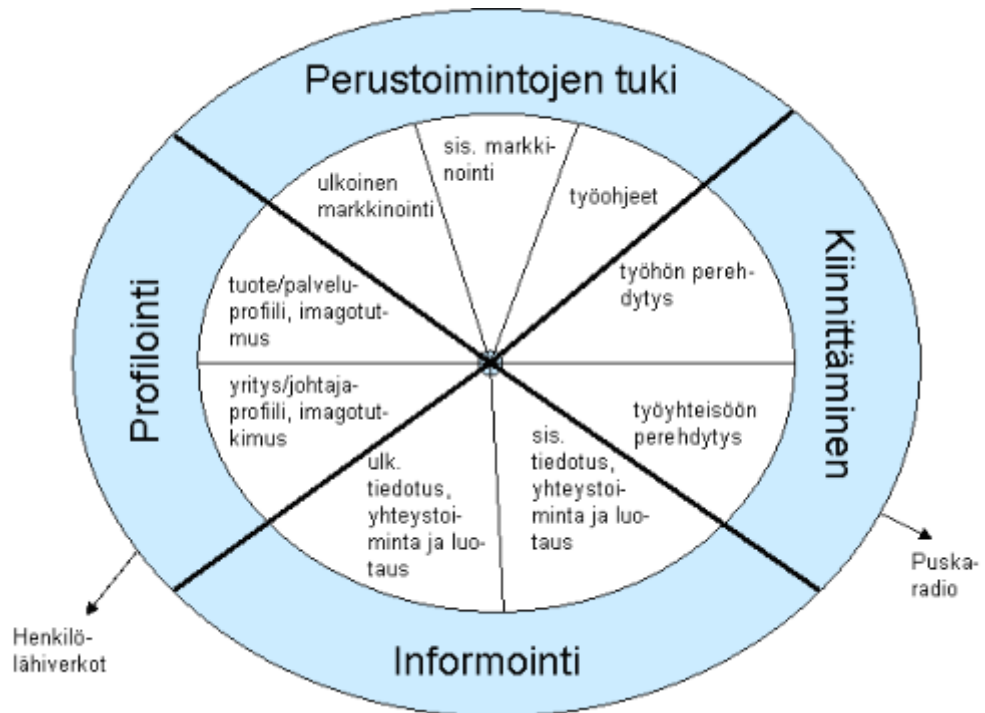 Perustoimintojen tuki
sis. markki-
nointi
ulkoinen
markkinointi
työohjeet
Kiinnittäminen
työhön pereh-
dytys
Profilointi
tuote/palvelu-
profiili, imagotut-
mus
yritys/johtaja-
profiili, imagotut-
kimus
työyhteisöön
perehdytys
ulk.
tiedotus,
yhteystoi-
minta ja luo-
taus
sis.
tiedotus,
yhteystoi-
minta ja luo-
taus
Puska-
radio
Henkilö-
lähiverkot
Informointi